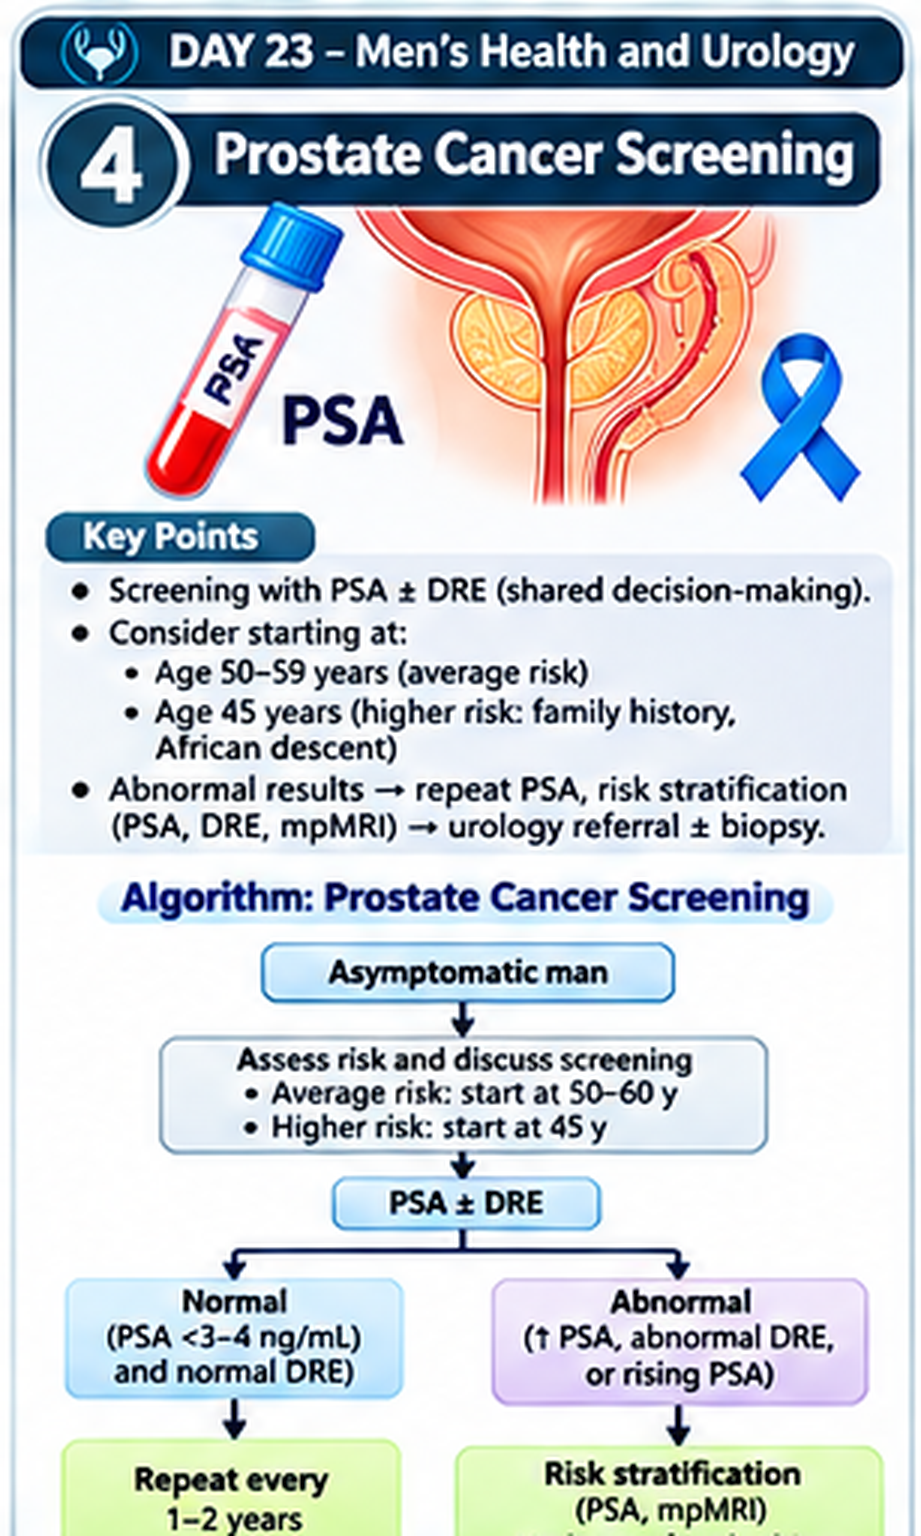 DAY 23 – Men's Health and Urology
4
Prostate Cancer Screening
PSA
PSA
Key Points
• Screening with PSA ± DRE (shared decision-making).
• Consider starting at:
• Age 50–59 years (average risk)
• Age 45 years (higher risk: family history,
African descent)
• Abnormal results → repeat PSA, risk stratification
(PSA, DRE, mpMRI) → urology referral ± biopsy.
Algorithm: Prostate Cancer Screening
Asymptomatic man
Assess risk and discuss screening
• Average risk: start at 50–60 y
• Higher risk: start at 45 y
PSA ± DRE
Normal
(PSA <3–4 ng/mL)
and normal DRE)
Abnormal
(↑ PSA, abnormal DRE,
or rising PSA)
Repeat every
1–2 years
Risk stratification
(PSA, mpMRI)